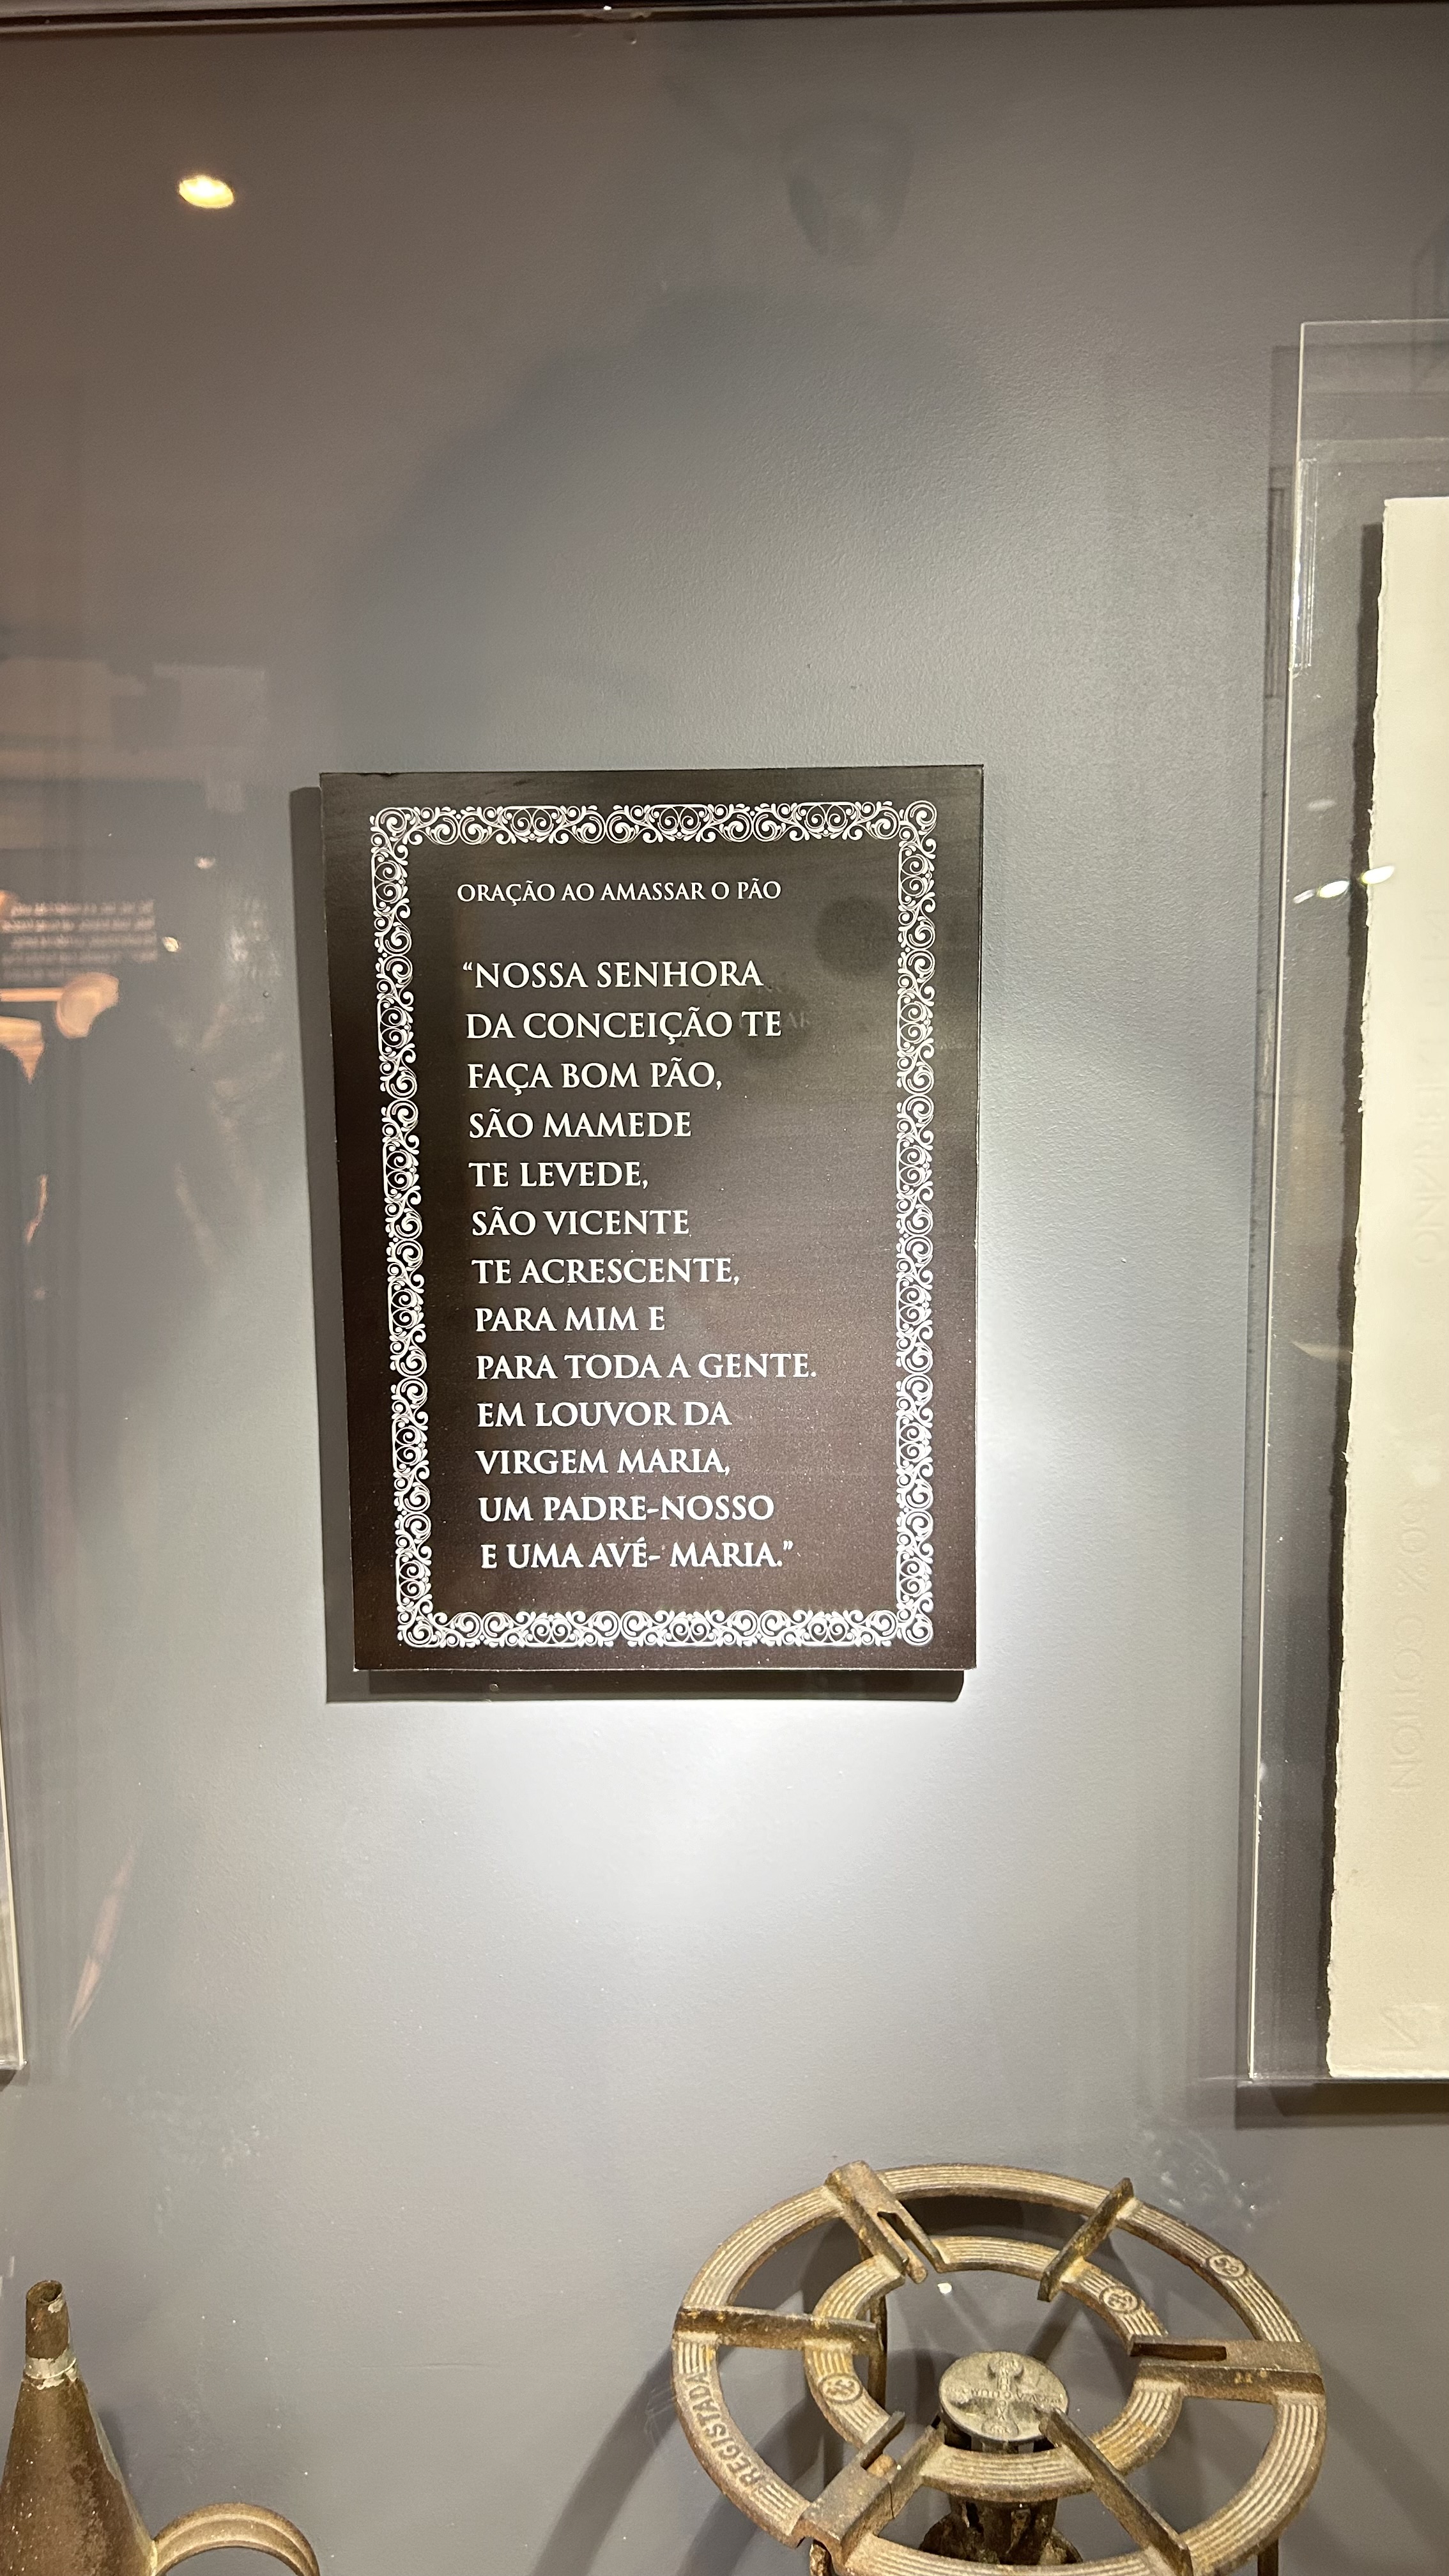 ORAÇÃO AO AMASSAR O PÃO
“NOSSA SENHORA
DA CONCEIÇÃO TE
FAÇA BOM PÃO,
SÃO MAMEDE
TE LEVEDE,
SÃO VICENTE
TE ACRESCENTE,
PARA MIM E
PARA TODA A GENTE.
EM LOUVOR DA
VIRGEM MARIA,
UM PADRE-NOSSO
E UMA AVÉ- MARIA.”
REGISTADA